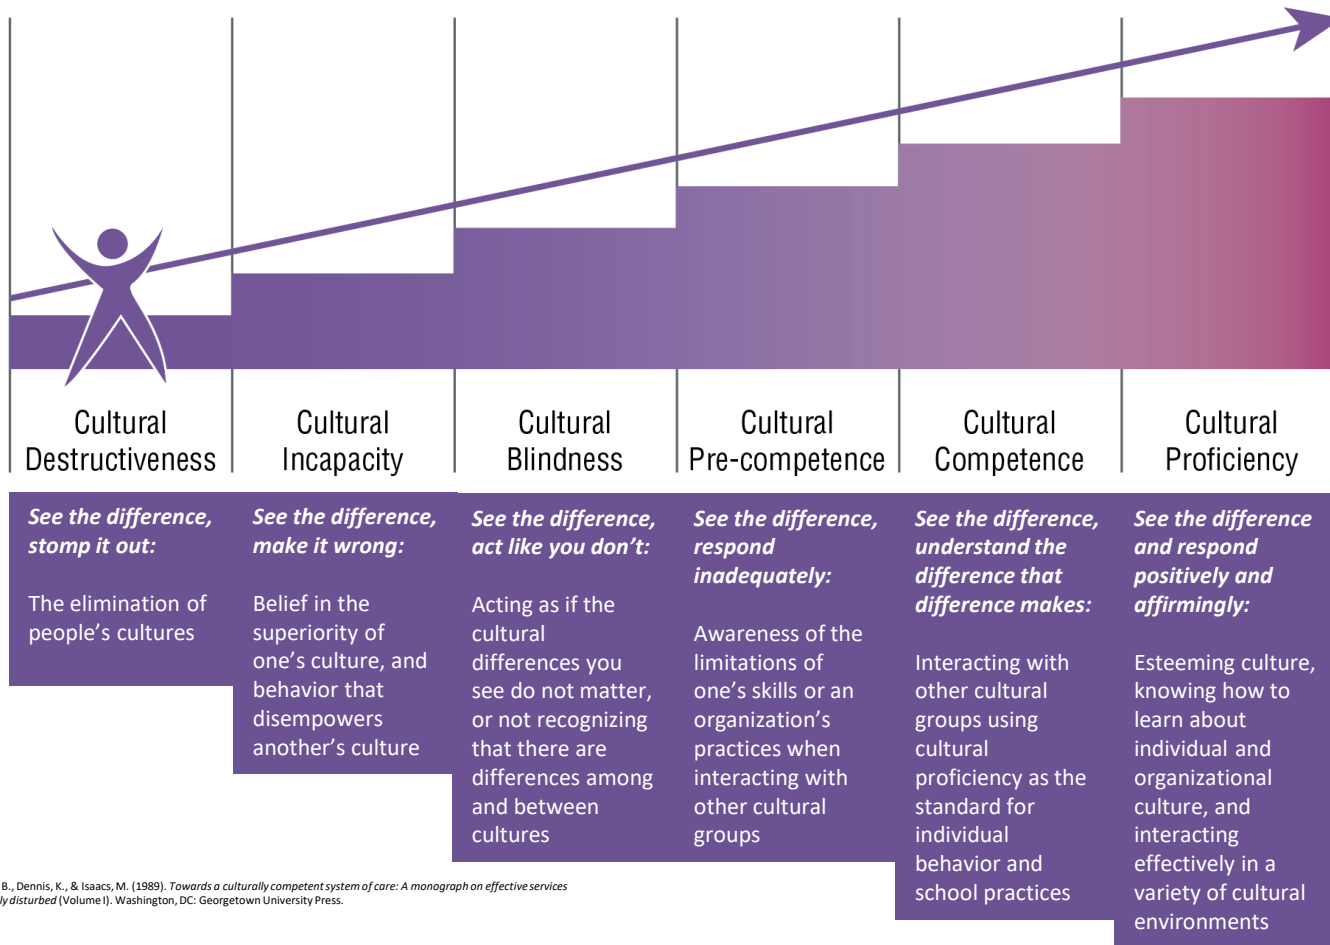 Cultural
Destructiveness
Cultural
Incapacity
Cultural
Blindness
Cultural
Pre-competence
Cultural
Competence
Cultural
Proficiency
See the difference,
stomp it out:
The elimination of
people’s cultures
See the difference,
make it wrong:
Belief in the
superiority of
one’s culture, and
behavior that
disempowers
another’s culture
See the difference,
act like you don’t:
Acting as if the
cultural
differences you
see do not matter,
or not recognizing
that there are
differences among
and between
cultures
See the difference,
respond
inadequately:
Awareness of the
limitations of
one’s skills or an
organization’s
practices when
interacting with
other cultural
groups
See the difference,
understand the
difference that
difference makes:
Interacting with
other cultural
groups using
cultural
proficiency as the
standard for
individual
behavior and
school practices
See the difference
and respond
positively and
affirmingly:
Esteeming culture,
knowing how to
learn about
individual and
organizational
culture, and
interacting
effectively in a
variety of cultural
environments
B., Dennis, K., & Isaacs, M. (1989). Towards a culturally competent system of care: A monograph on effective services
ly disturbed (Volume I). Washington, DC: Georgetown University Press.